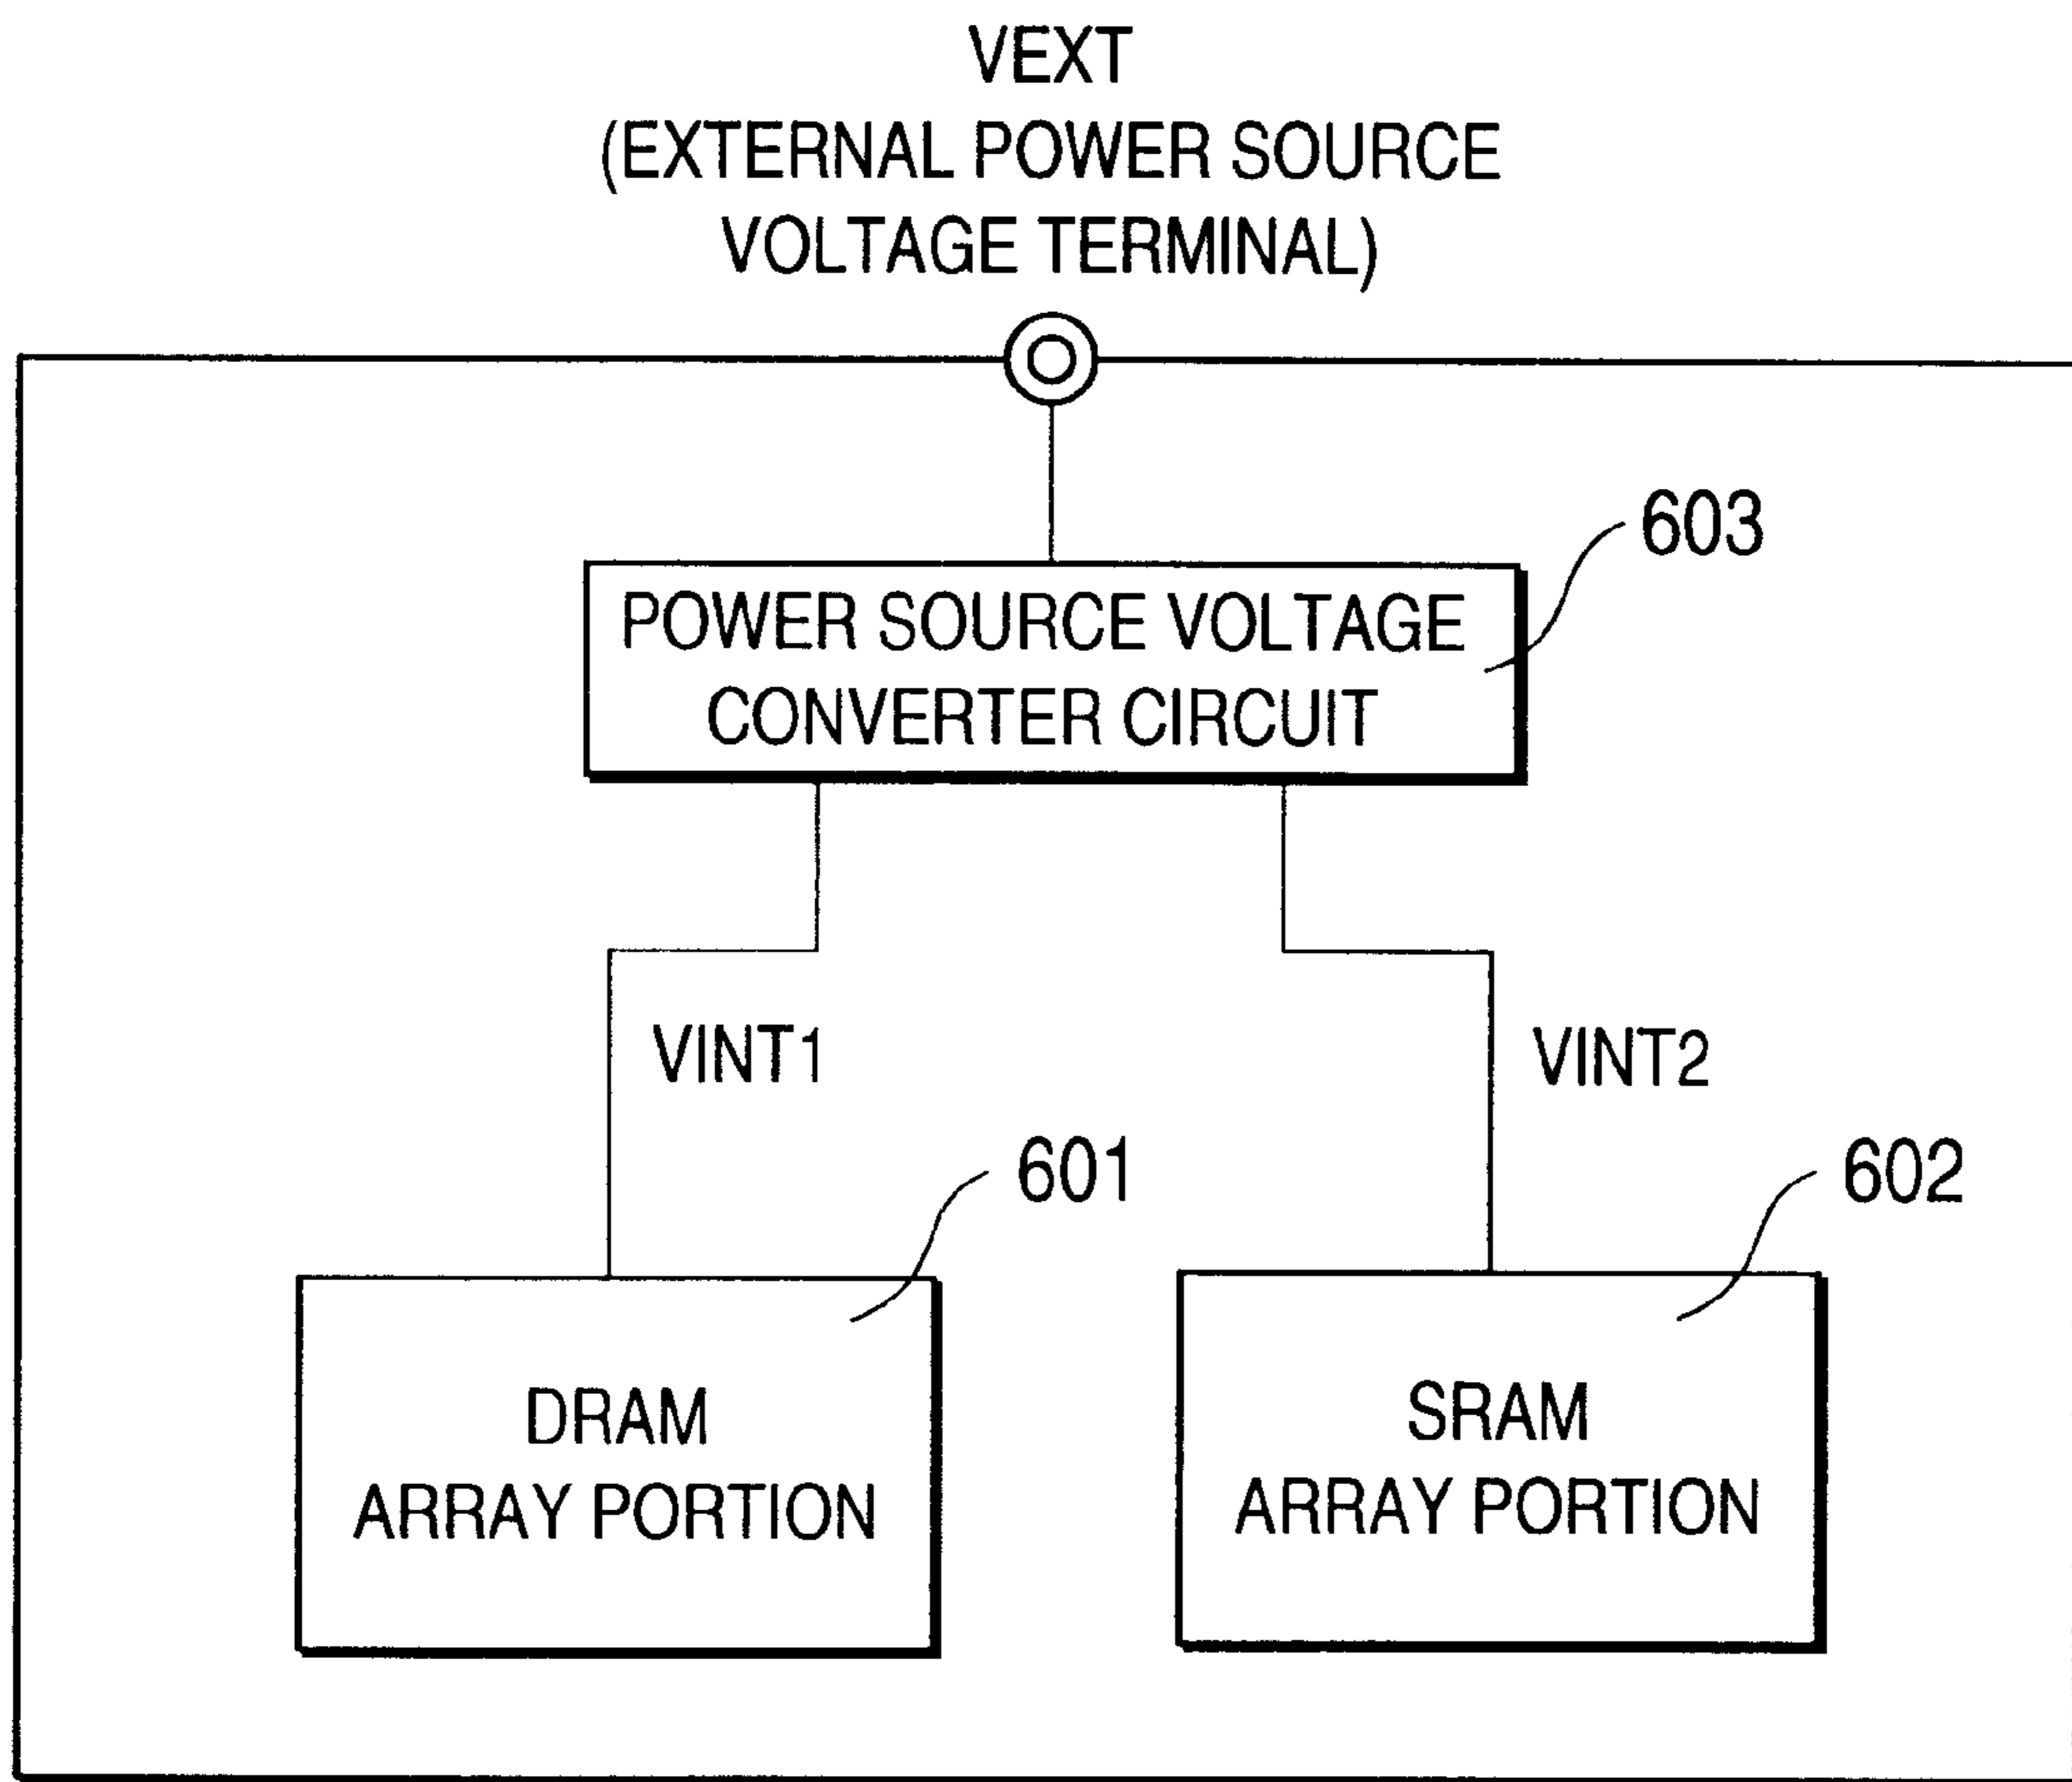 VEXT
(EXTERNAL POWER SOURCE
VOLTAGE TERMINAL)
603
POWER SOURCE VOLTAGE
CONVERTER CIRCUIT
VINT1
VINT2
601
602
DRAM
ARRAY PORTION
SRAM
ARRAY PORTION